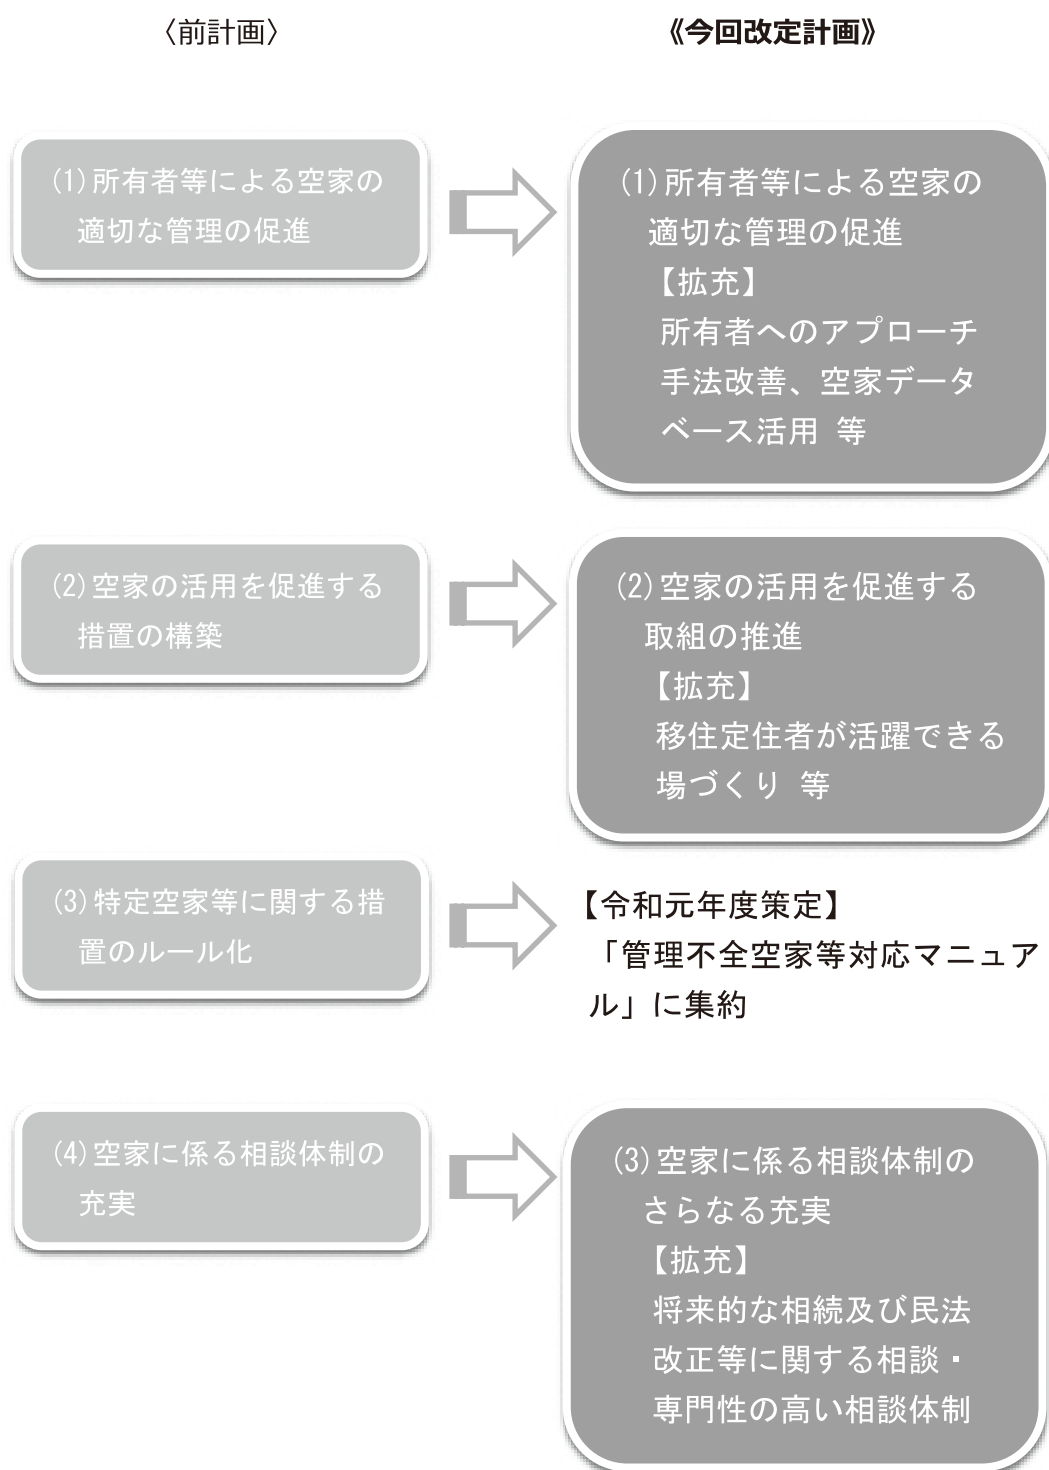 〈前計画〉
《今回改定計画》
(1)所有者等による空家の
適切な管理の促進
(1)所有者等による空家の
適切な管理の促進
【拡充】
所有者へのアプローチ
手法改善、空家データ
ベース活用 等
(2)空家の活用を促進する
措置の構築
(2)空家の活用を促進する
取組の推進
【拡充】
移住定住者が活躍できる
場づくり 等
(3)特定空家等に関する措
置のルール化
【令和元年度策定】
「管理不全空家等対応マニュア
ル」に集約
(4)空家に係る相談体制の
充実
(3)空家に係る相談体制の
さらなる充実
【拡充】
将来的な相続及び民法
改正等に関する相談・
専門性の高い相談体制